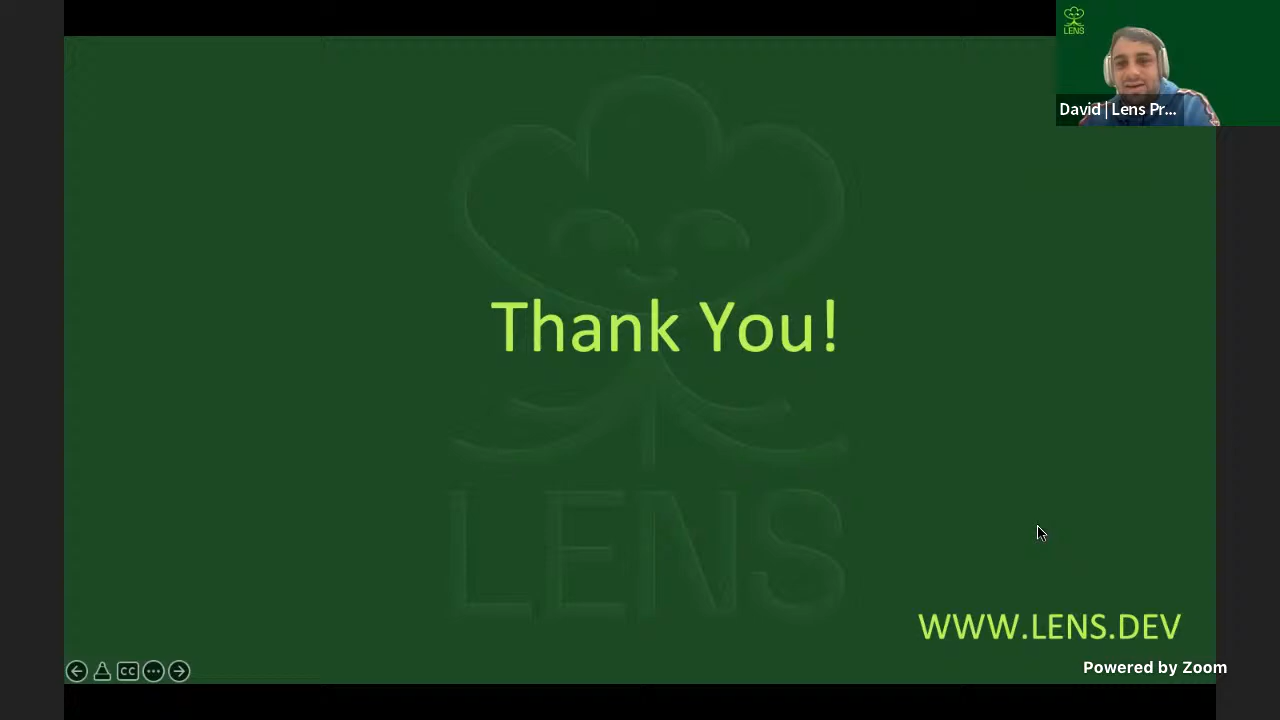 LENS
David | Lens Pr...
Thank You!
LENS
WWW.LENS.DEV
CC
Powered by Zoom